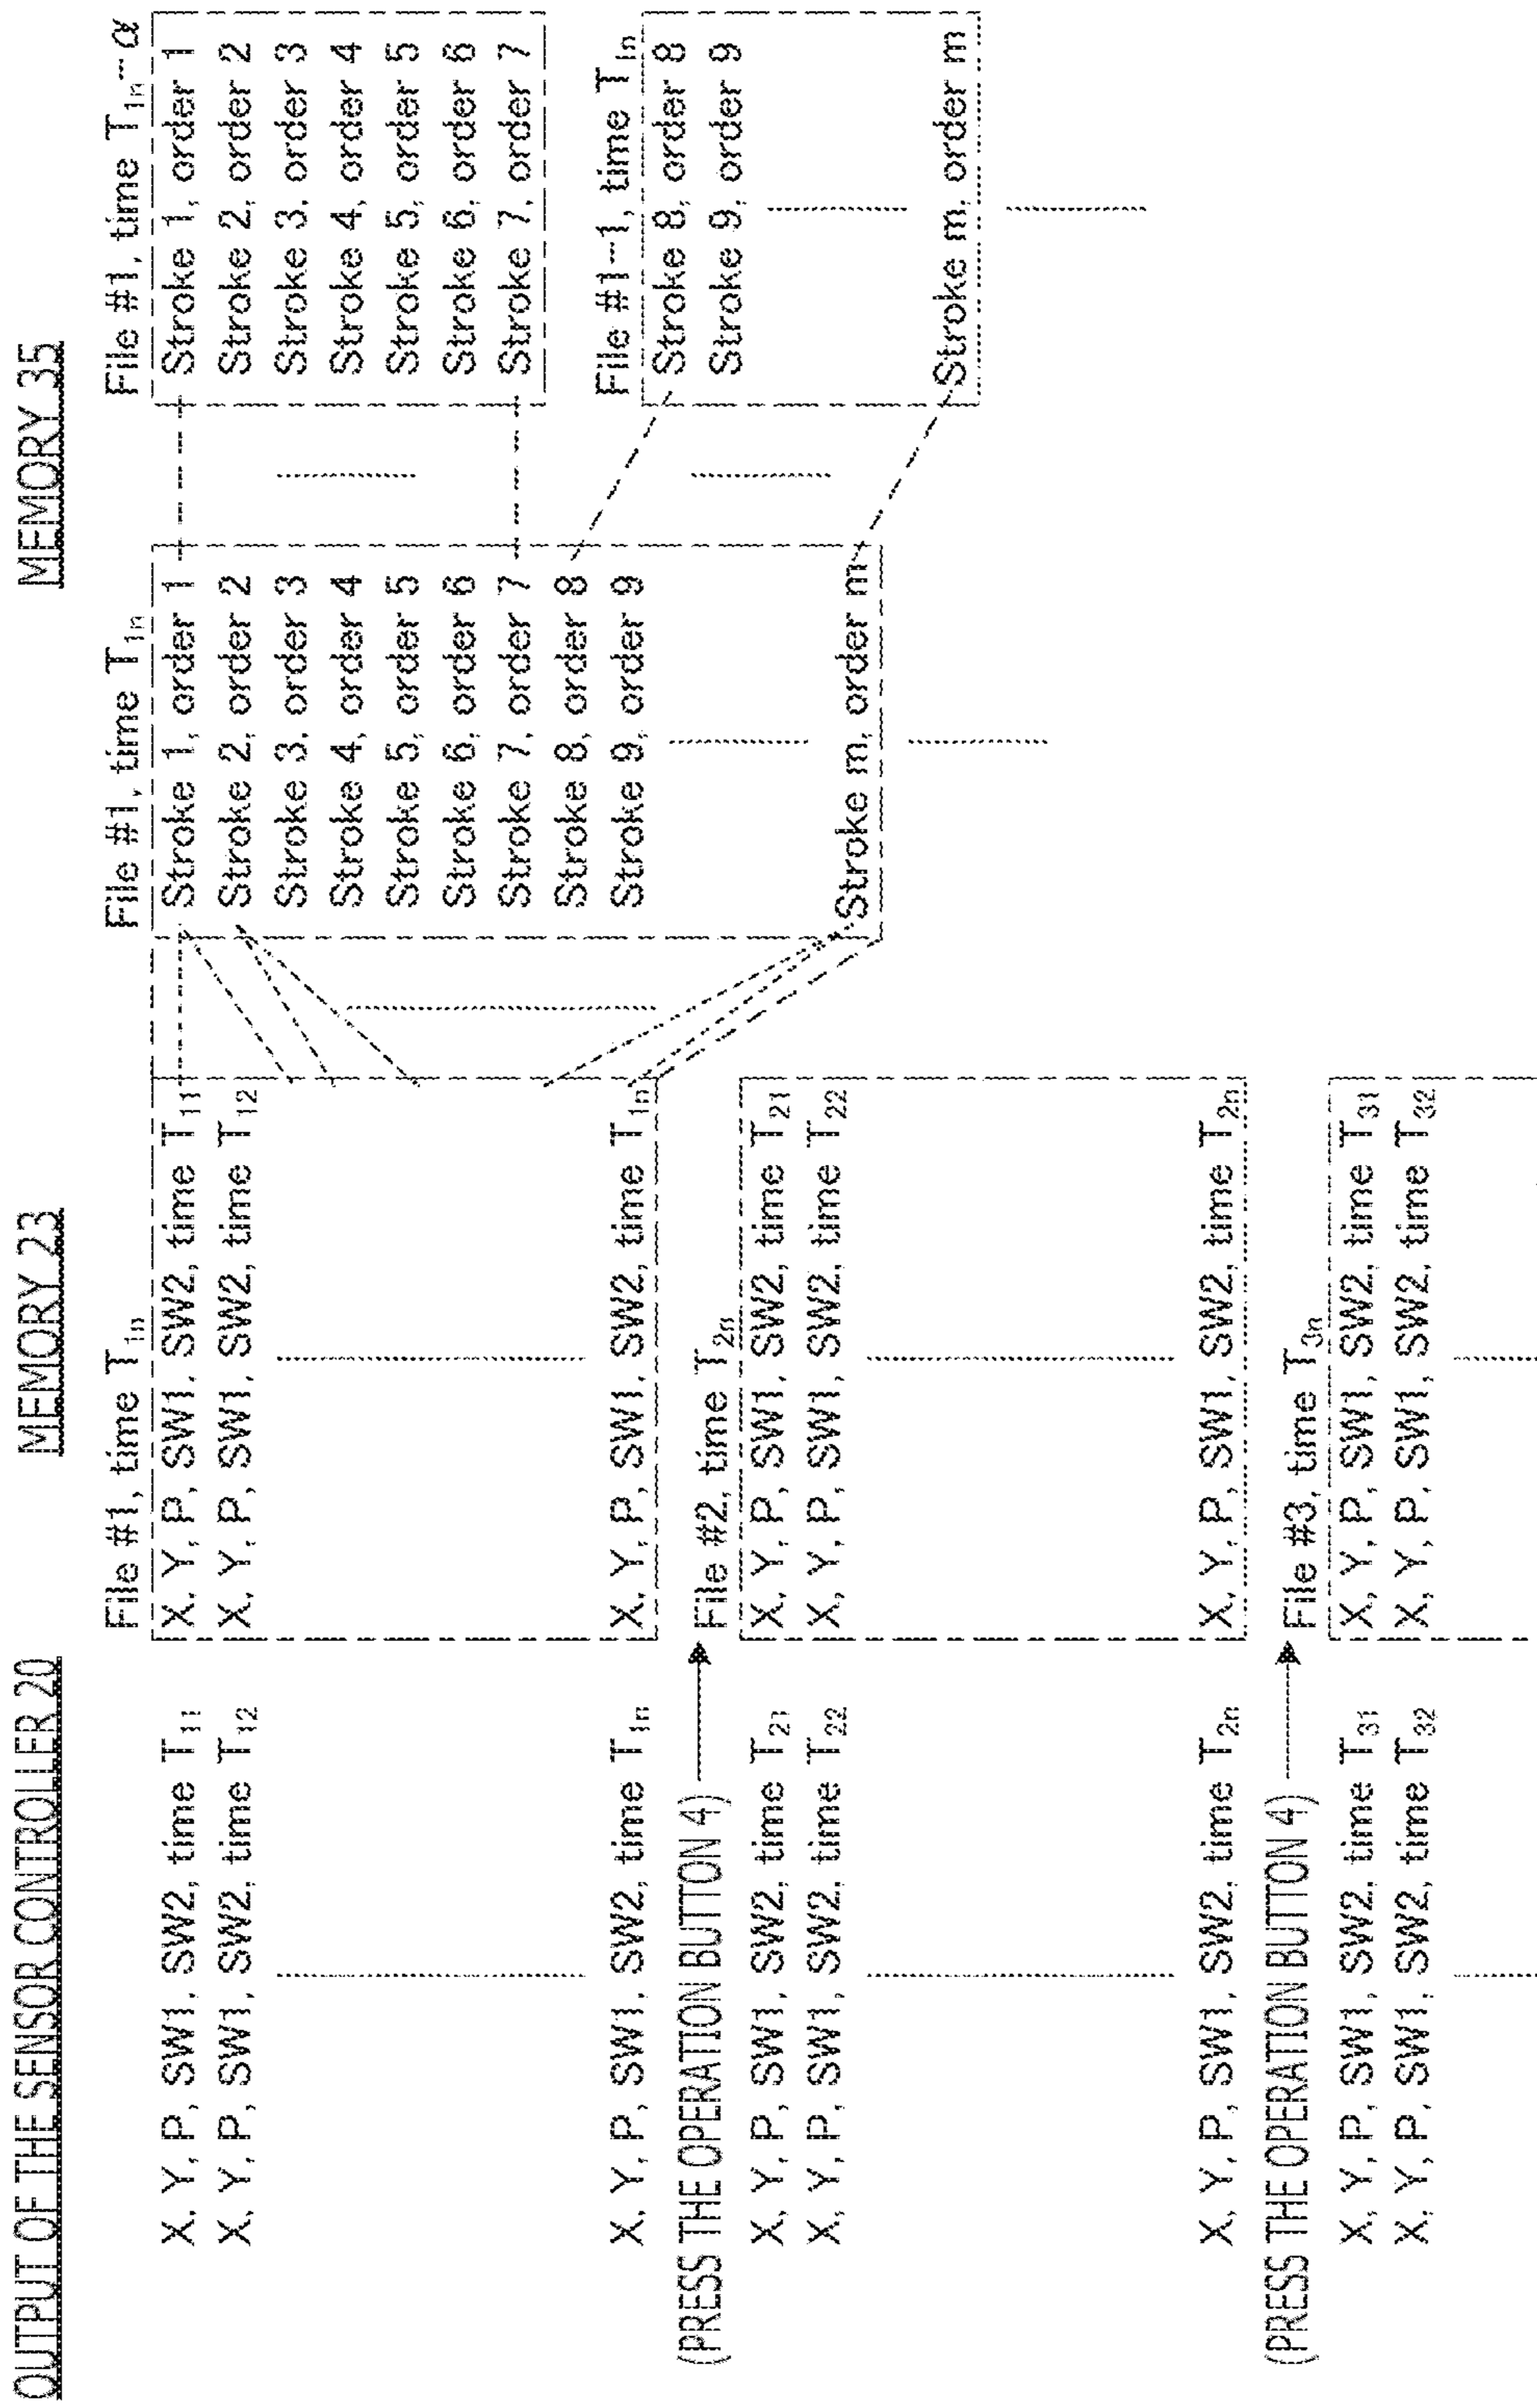 OUTPUT OF THE SENSOR CONTROLLER 20
X, Y, P, SW1, SW2, time T11
X, Y, P, SW1, SW2, time T12
X, Y, P, SW1, SW2, time T1n
(PRESS THE OPERATION BUTTON 4)
X, Y, P, SW1, SW2, time T21
X, Y, P, SW1, SW2, time T22
X, Y, P, SW1, SW2, time T2n
(PRESS THE OPERATION BUTTON 4)
X, Y, P, SW1, SW2, time T31
X, Y, P, SW1, SW2, time T32
MEMORY 23
File #1, time T1n
X, Y, P, SW1, SW2, time T11
X, Y, P, SW1, SW2, time T12
X, Y, P, SW1, SW2, time T1n
File #2, time T2n
X, Y, P, SW1, SW2, time T21
X, Y, P, SW1, SW2, time T22
X, Y, P, SW1, SW2, time T2n
File #3, time T3n
X, Y, P, SW1, SW2, time T31
X, Y, P, SW1, SW2, time T32
MEMORY 35
File #1, time T1n
Stroke 1, order 1
Stroke 2, order 2
Stroke 3, order 3
Stroke 4, order 4
Stroke 5, order 5
Stroke 6, order 6
Stroke 7, order 7
Stroke 8, order 8
Stroke 9, order 9
Stroke m, order m
File #1, time T1n-α
Stroke 1, order 1
Stroke 2, order 2
Stroke 3, order 3
Stroke 4, order 4
Stroke 5, order 5
Stroke 6, order 6
Stroke 7, order 7
File #1-1, time T1n
Stroke 8, order 8
Stroke 9, order 9
Stroke m, order m